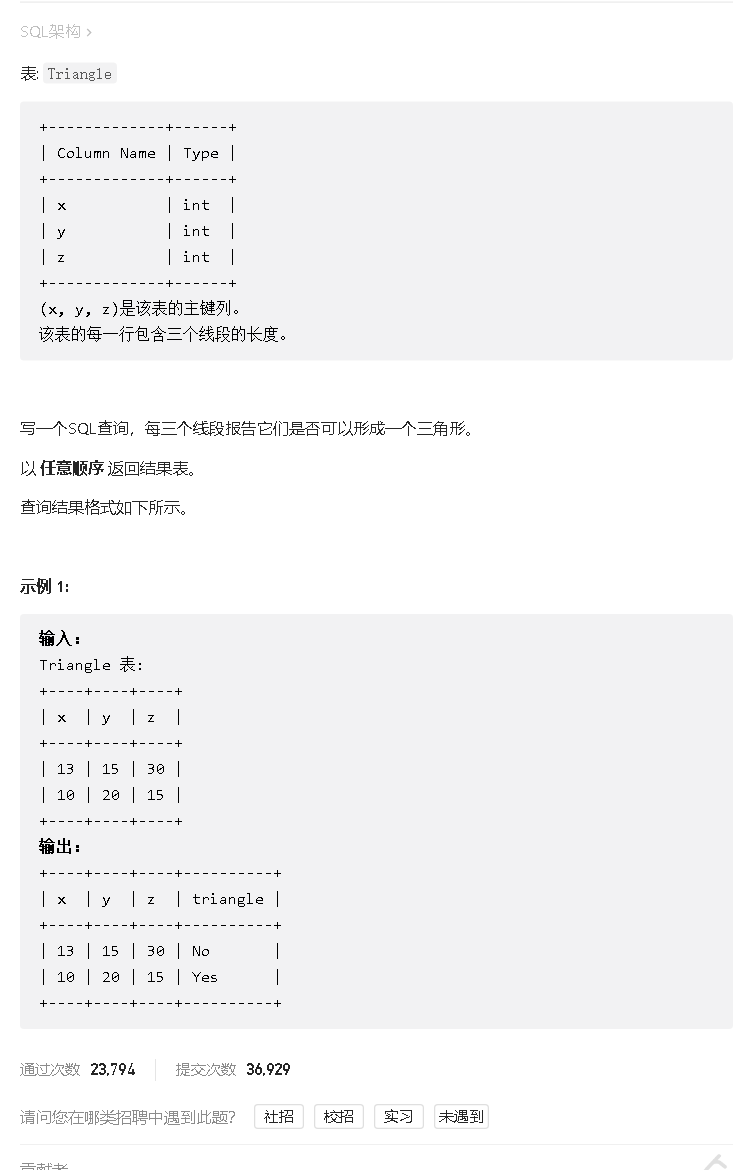 SQL架构 >
表: Triangle
+-------------+------+
| Column Name | Type |
+-------------+------+
| x           | int  |
| y           | int  |
| z           | int  |
+-------------+------+
(x, y, z)是该表的主键列。
该表的每一行包含三个线段的长度。
写一个SQL查询，每三个线段报告它们是否可以形成一个三角形。
以 任意顺序 返回结果表。
查询结果格式如下所示。
示例 1:
输入：
Triangle 表:
+----+----+----+
| x  | y  | z  |
+----+----+----+
| 13 | 15 | 30 |
| 10 | 20 | 15 |
+----+----+----+
输出：
+----+----+----+----------+
| x  | y  | z  | triangle |
+----+----+----+----------+
| 13 | 15 | 30 | No       |
| 10 | 20 | 15 | Yes      |
+----+----+----+----------+
通过次数 23,794 提交次数 36,929
请问您在哪类招聘中遇到此题？ 社招 校招 实习 未遇到
贡献者